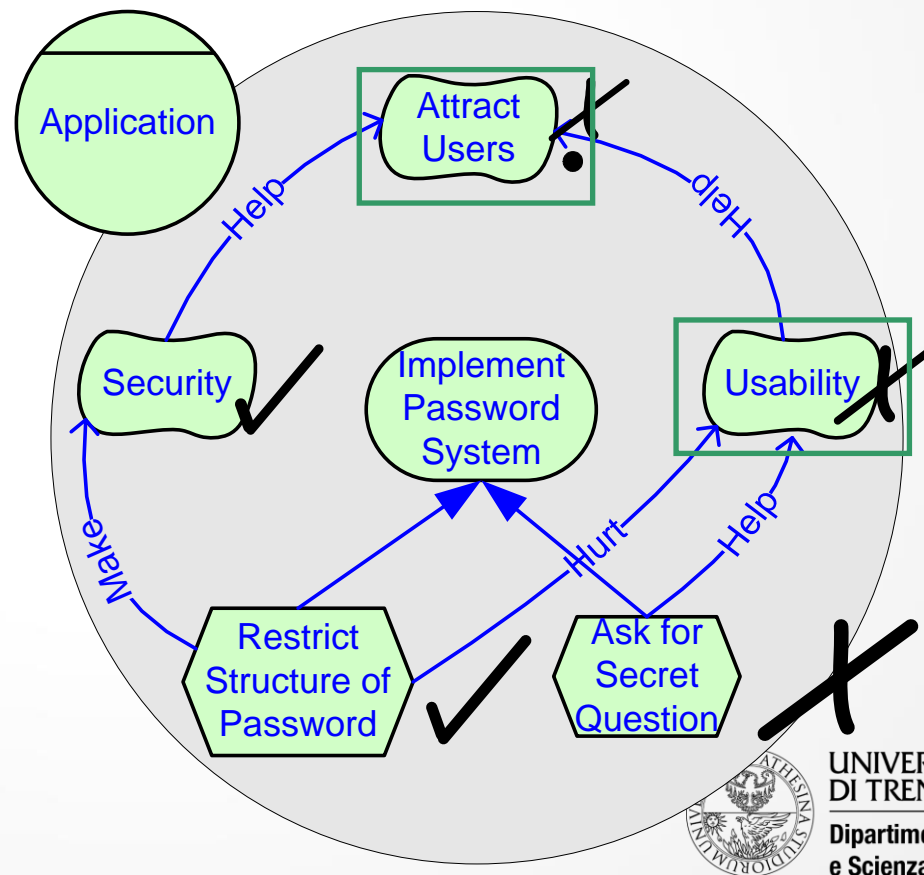 Application
Attract
Users
Help
Help
Security
Implement
Password
System
Usability
Make
Hurt
Help
Restrict
Structure of
Password
Ask for
Secret
Question
UNIVER
DI TREN
Dipartime
e Scienza